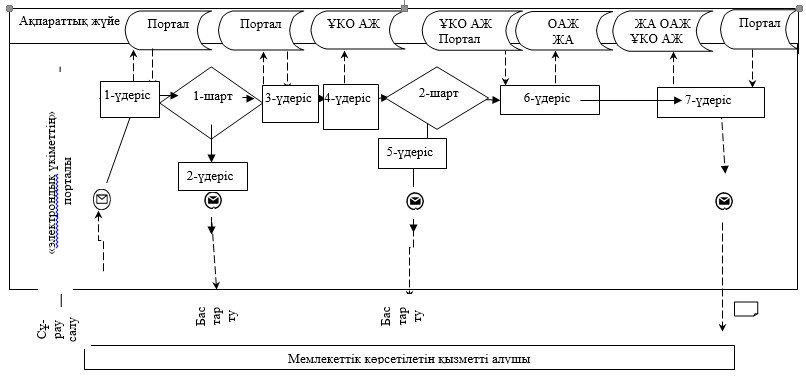 Ақпараттық жүйе
Портал
Портал
ҰКО АЖ
ҰКО АЖ
Портал
ОАЖ
ЖА
ЖА ОАЖ
ҰКО АЖ
Портал
1-үдеріс
1-шарт
3-үдеріс
4-үдеріс
2-шарт
6-үдеріс
7-үдеріс
2-үдеріс
5-үдеріс
«электрондық үкіметтің»
порталы
Сұ-
рау
салу
Бас
тар
ту
Бас
тар
ту
Мемлекеттік көрсетілетін қызметті алушы